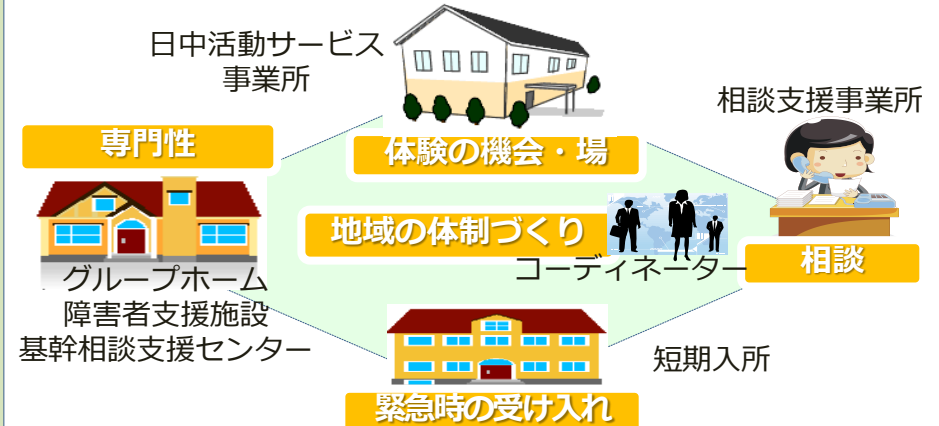 日中活動サービス
事業所
相談支援事業所
専門性
体験の機会・場
地域の体制づくり
コーディネーター
相談
グループホーム
障害者支援施設
基幹相談支援センター
短期入所
緊急時の受け入れ